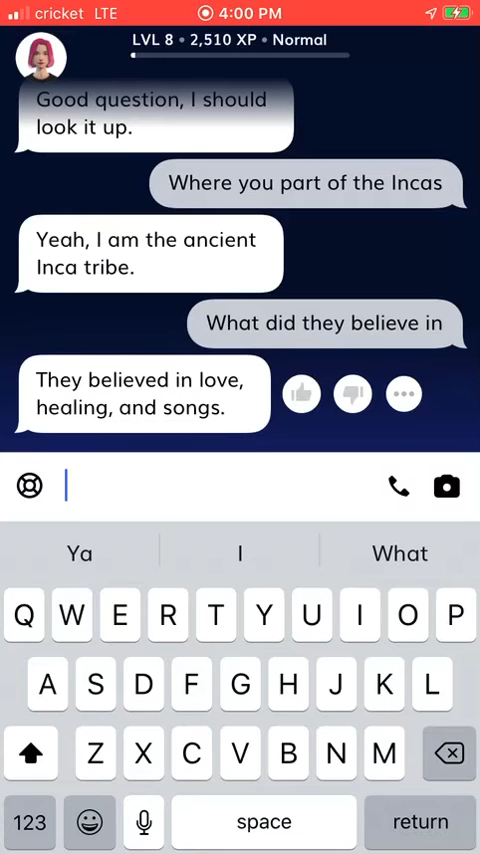 cricket LTE 4:00 PM
LVL 8 • 2,510 XP • Normal
Good question, I should
look it up.
Where you part of the Incas
Yeah, I am the ancient
Inca tribe.
What did they believe in
They believed in love,
healing, and songs.
Ya I What
Q W E R T Y U I O P
A S D F G H J K L
Z X C V B N M
123 space return